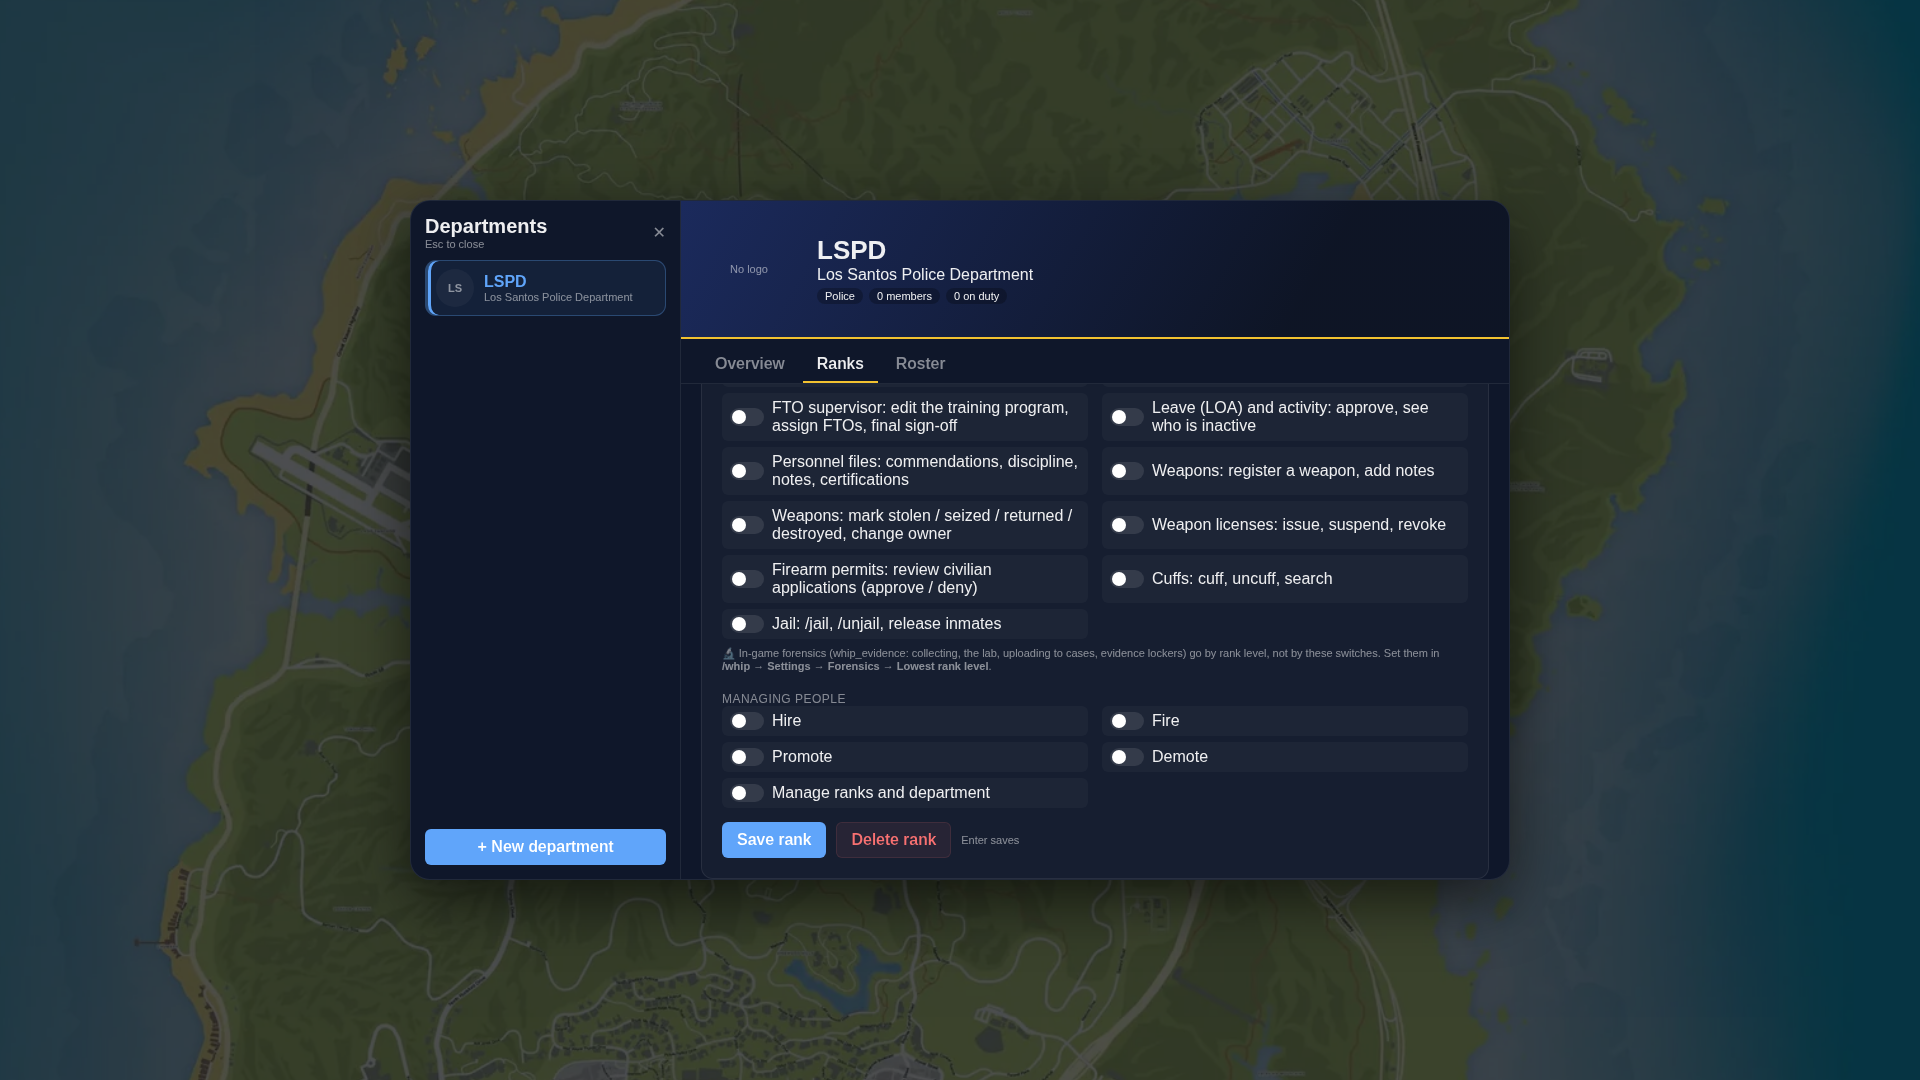 Departments
Esc to close
✕
LS
LSPD
Los Santos Police Department
+ New department
No logo
LSPD
Los Santos Police Department
Police
0 members
0 on duty
Overview
Ranks
Roster
FTO supervisor: edit the training program,
assign FTOs, final sign-off
Leave (LOA) and activity: approve, see
who is inactive
Personnel files: commendations, discipline,
notes, certifications
Weapons: register a weapon, add notes
Weapons: mark stolen / seized / returned /
destroyed, change owner
Weapon licenses: issue, suspend, revoke
Firearm permits: review civilian
applications (approve / deny)
Cuffs: cuff, uncuff, search
Jail: /jail, /unjail, release inmates
🔬 In-game forensics (whip_evidence: collecting, the lab, uploading to cases, evidence lockers) go by rank level, not by these switches. Set them in
/whip → Settings → Forensics → Lowest rank level.
MANAGING PEOPLE
Hire
Fire
Promote
Demote
Manage ranks and department
Save rank
Delete rank
Enter saves